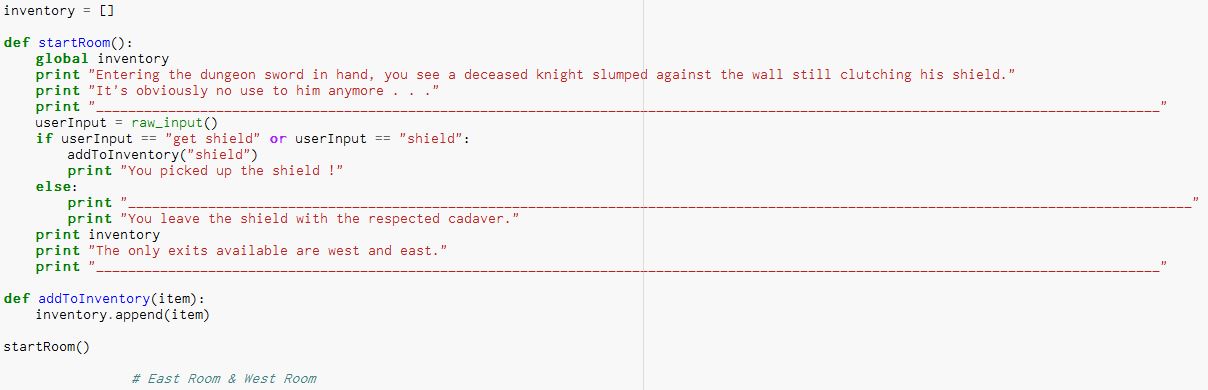 inventory = []
def startRoom():
    global inventory
    print "Entering the dungeon sword in hand, you see a deceased knight slumped against the wall still clutching his shield."
    print "It's obviously no use to him anymore . . ."
    print "_____________________________________________________________________________________________________________________________________"
    userInput = raw_input()
    if userInput == "get shield" or userInput == "shield":
        addToInventory("shield")
        print "You picked up the shield !"
    else:
        print "_____________________________________________________________________________________________________________________________________"
        print "You leave the shield with the respected cadaver."
    print inventory
    print "The only exits available are west and east."
    print "_____________________________________________________________________________________________________________________________________"
def addToInventory(item):
    inventory.append(item)
startRoom()
                # East Room & West Room